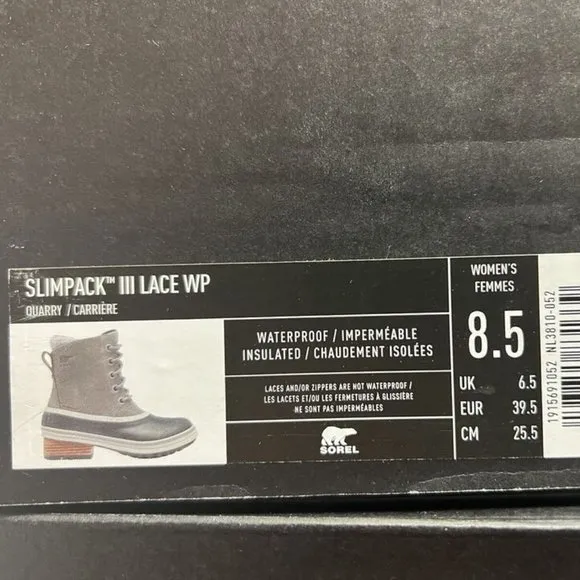 SLIMPACK™ III LACE WP
QUARRY / CARRIÈRE
WATERPROOF / IMPERMÉABLE
INSULATED / CHAUDEMENT ISOLÉES
LACES AND/OR ZIPPERS ARE NOT WATERPROOF /
LES LACETS ET/OU LES FERMETURES À GLISSIÈRE
NE SONT PAS IMPERMÉABLES
SOREL
WOMEN'S
FEMMES
8.5
UK 6.5
EUR 39.5
CM 25.5
1915691052 NL3810-052